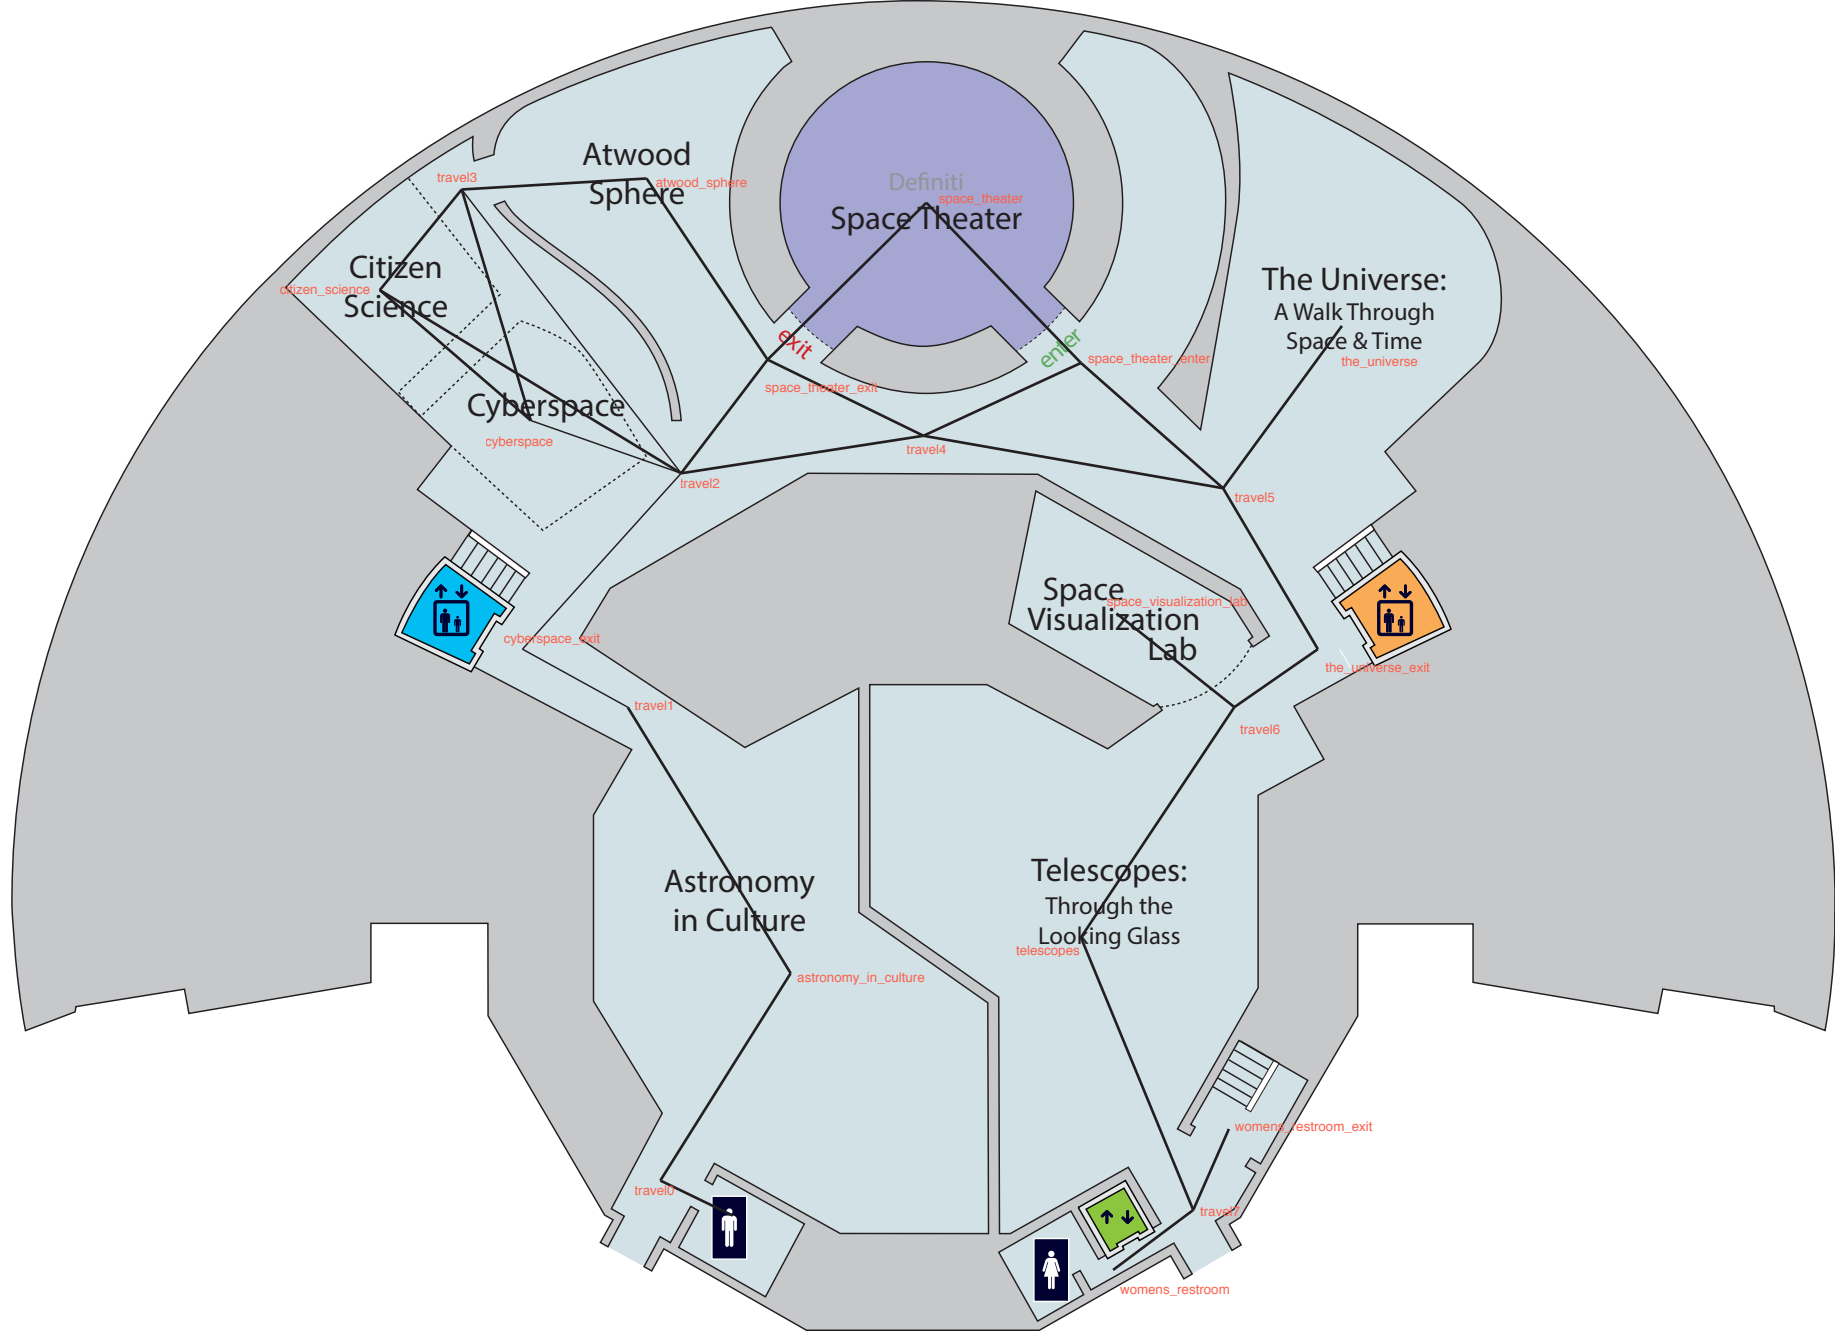 Atwood
Sphere
travel3
atwood_sphere
Definiti
space_theater
Space Theater
Citizen
Science
citizen_science
The Universe:
A Walk Through
Space & Time
the_universe
exit
enter
space_theater_enter
space_theater_exit
Cyberspace
cyberspace
travel4
travel2
travel5
Space
Visualization
Lab
space_visualization_lab
cyberspace_exit
the_universe_exit
travel1
travel6
Astronomy
in Culture
astronomy_in_culture
Telescopes:
Through the
Looking Glass
telescopes
womens_restroom_exit
travel0
travel7
womens_restroom